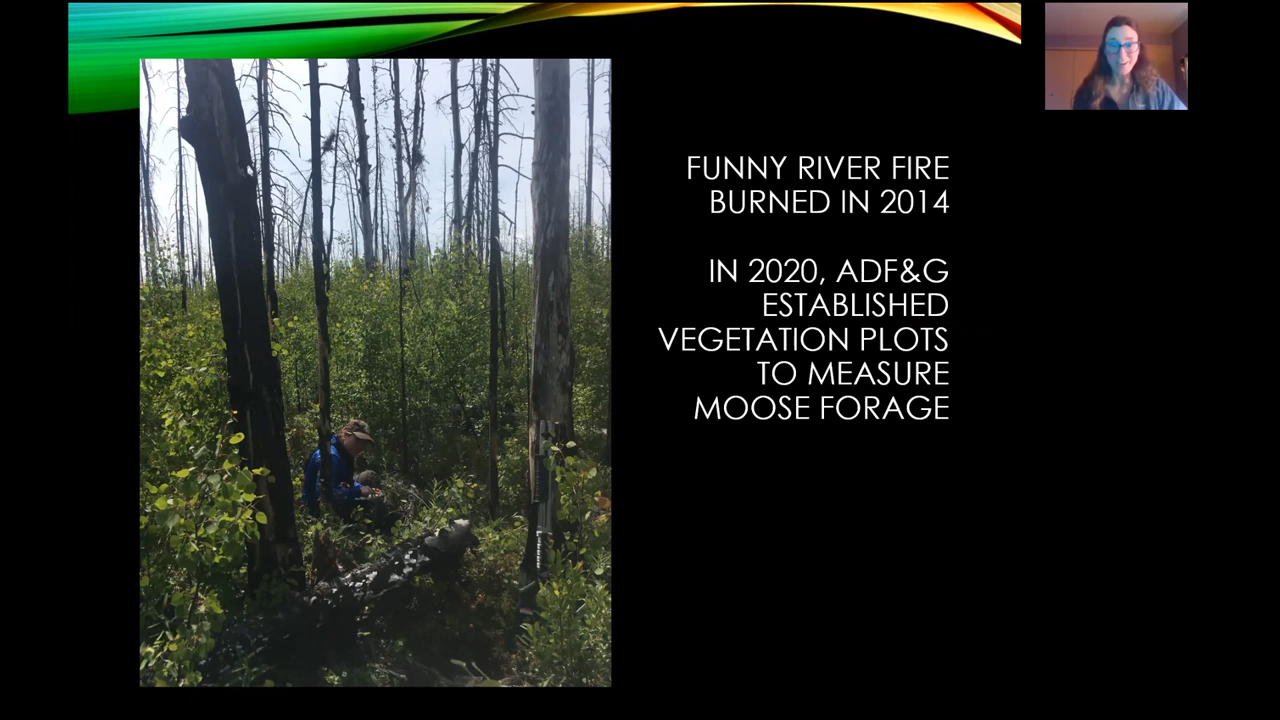 FUNNY RIVER FIRE
BURNED IN 2014
IN 2020, ADF&G
ESTABLISHED
VEGETATION PLOTS
TO MEASURE
MOOSE FORAGE